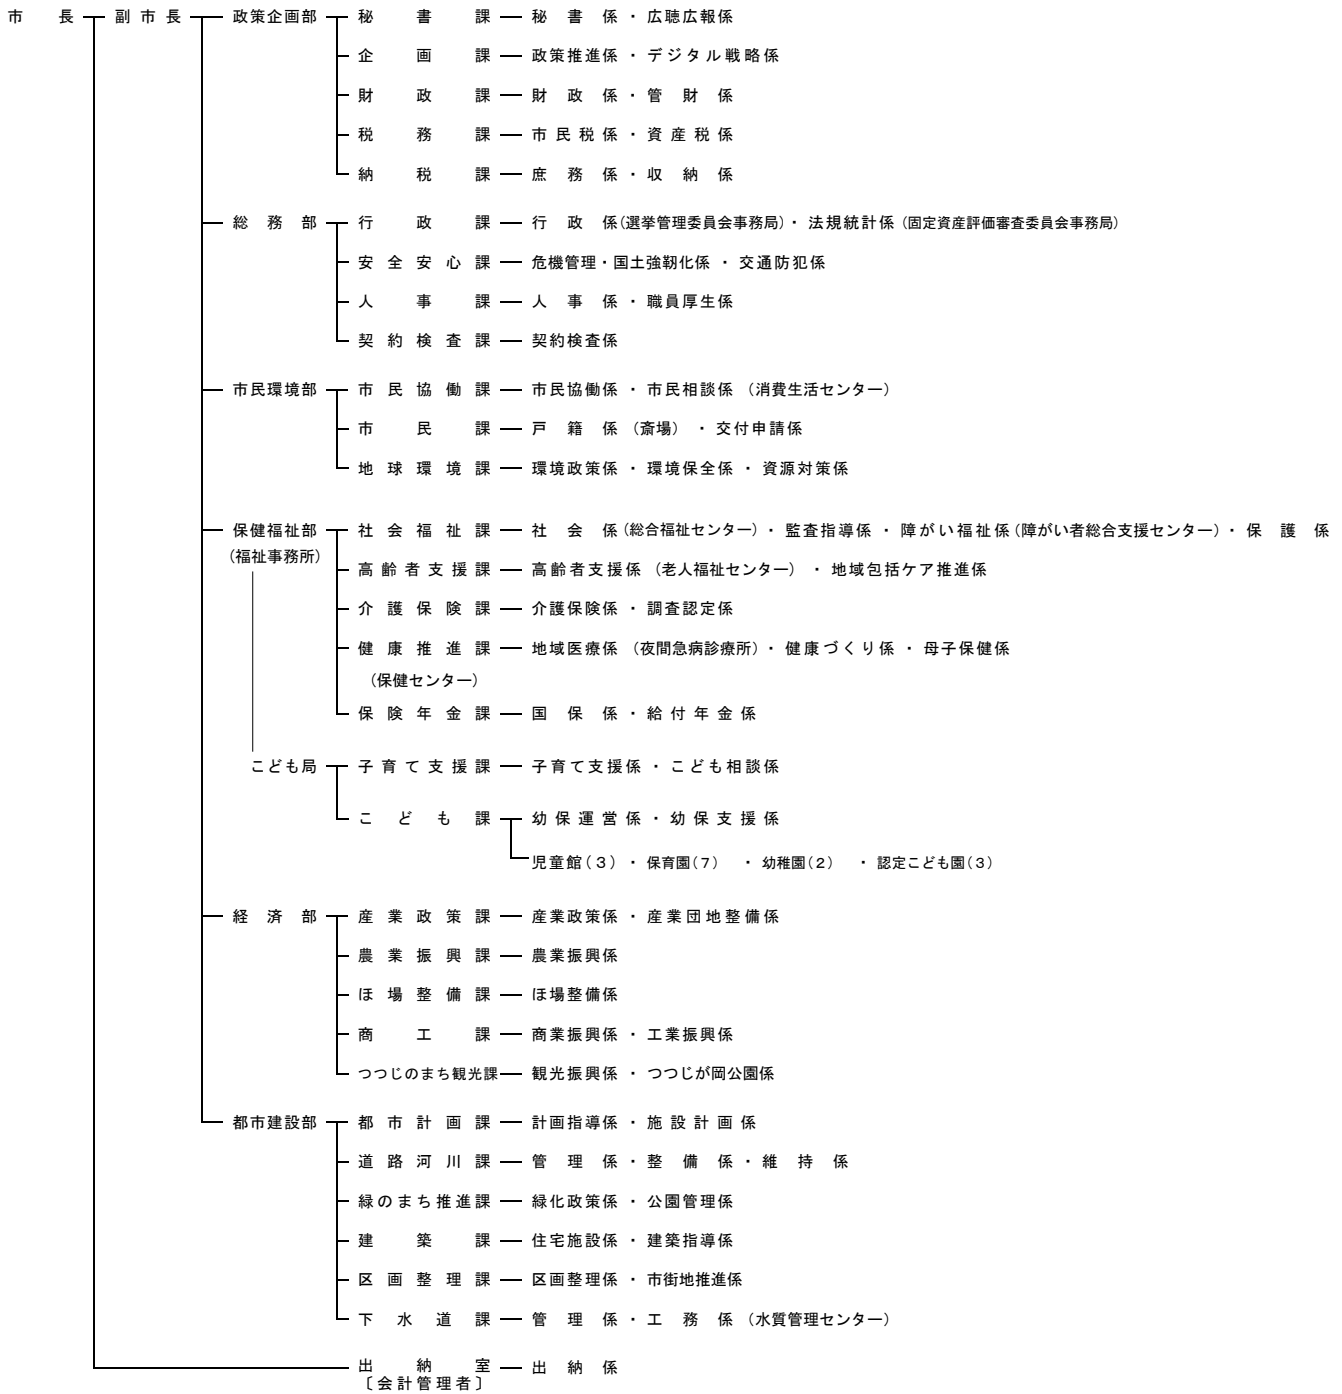 市長 副市長 政策企画部 秘書課 秘書係・広聴広報係
企画課 政策推進係・デジタル戦略係
財政課 財政係・管財係
税務課 市民税係・資産税係
納税課 庶務係・収納係
総務部 行政課 行政係(選挙管理委員会事務局)・法規統計係(固定資産評価審査委員会事務局)
安全安心課 危機管理・国土強靭化係・交通防犯係
人事課 人事係・職員厚生係
契約検査課 契約検査係
市民環境部 市民協働課 市民協働係・市民相談係(消費生活センター)
市民課 戸籍係(斎場)・交付申請係
地球環境課 環境政策係・環境保全係・資源対策係
保健福祉部 社会福祉課 社会係(総合福祉センター)・監査指導係・障がい福祉係(障がい者総合支援センター)・保護係
(福祉事務所)
高齢者支援課 高齢者支援係(老人福祉センター)・地域包括ケア推進係
介護保険課 介護保険係・調査認定係
健康推進課 地域医療係(夜間急病診療所)・健康づくり係・母子保健係
(保健センター)
保険年金課 国保係・給付年金係
こども局 子育て支援課 子育て支援係・こども相談係
こども課 幼保運営係・幼保支援係
児童館(3)・保育園(7)・幼稚園(2)・認定こども園(3)
経済部 産業政策課 産業政策係・産業団地整備係
農業振興課 農業振興係
ほ場整備課 ほ場整備係
商工課 商業振興係・工業振興係
つつじのまち観光課 観光振興係・つつじが岡公園係
都市建設部 都市計画課 計画指導係・施設計画係
道路河川課 管理係・整備係・維持係
緑のまち推進課 緑化政策係・公園管理係
建築課 住宅施設係・建築指導係
区画整理課 区画整理係・市街地推進係
下水道課 管理係・工務係(水質管理センター)
出納室 出納係
〔会計管理者〕